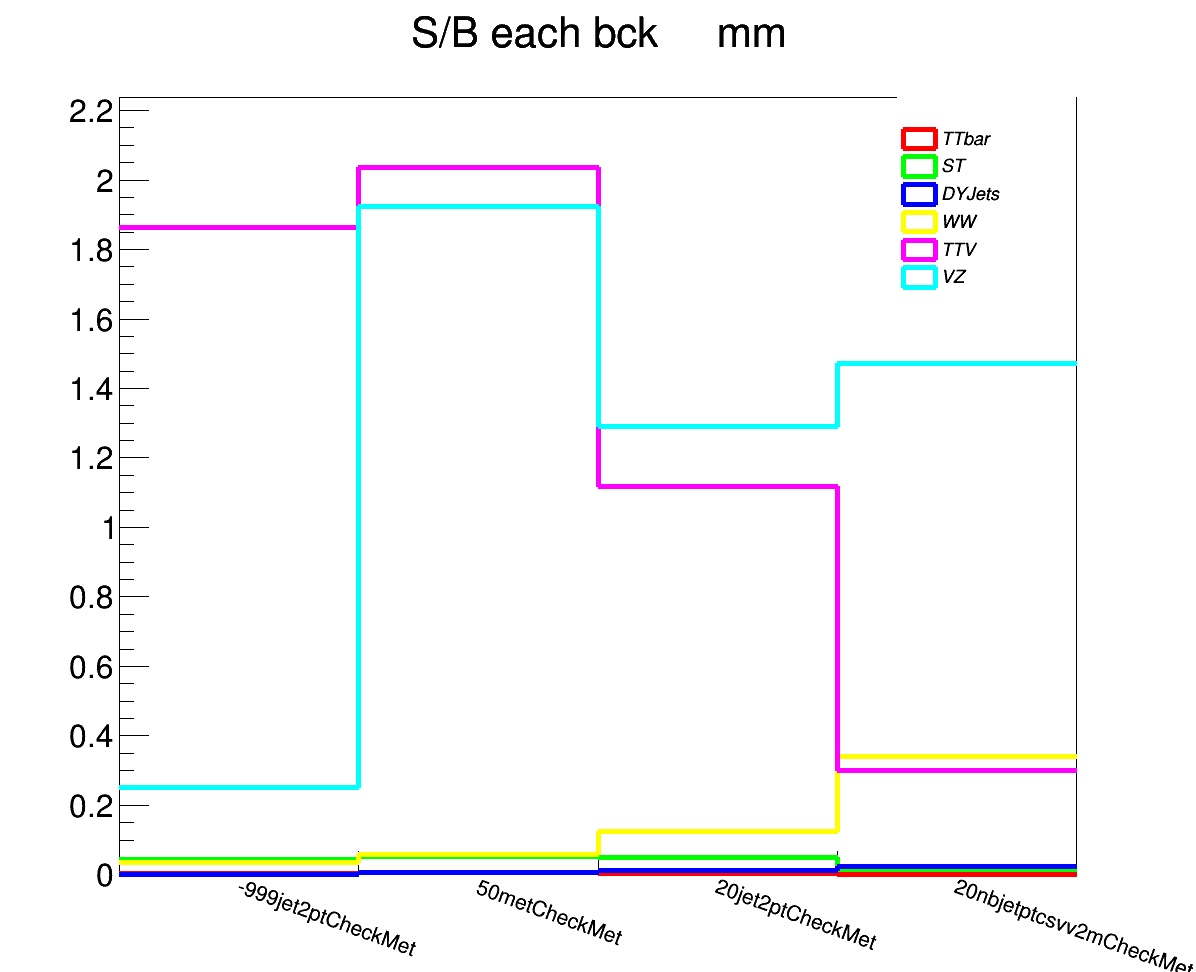 S/B each bck mm
2.2
2
1.8
1.6
1.4
1.2
1
0.8
0.6
0.4
0.2
0
TTbar
ST
DYJets
WW
TTV
VZ
-999jet2ptCheckMet
50metCheckMet
20jet2ptCheckMet
20nbjetptcsvv2mCheckMet